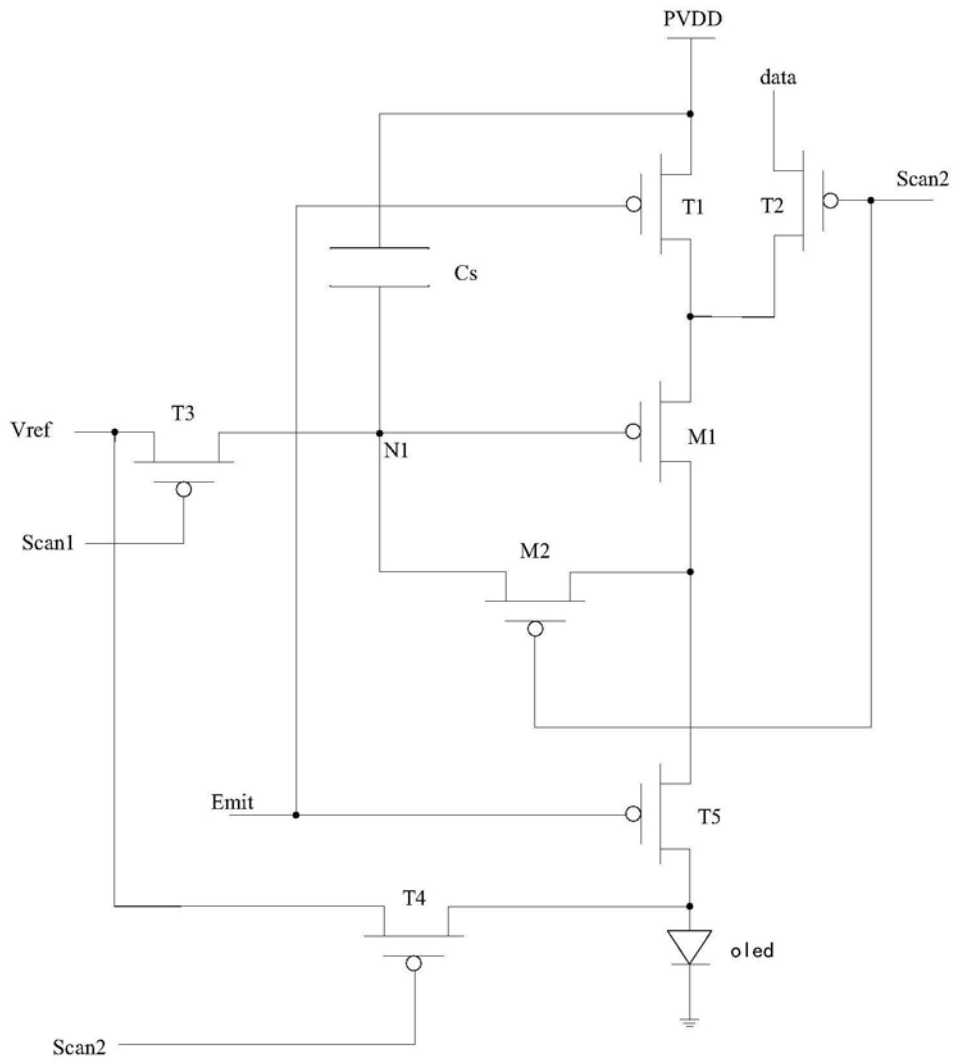 PVDD
data
Scan2
T1
T2
Cs
T3
Vref
N1
M1
Scan1
M2
Emit
T5
T4
oled
Scan2